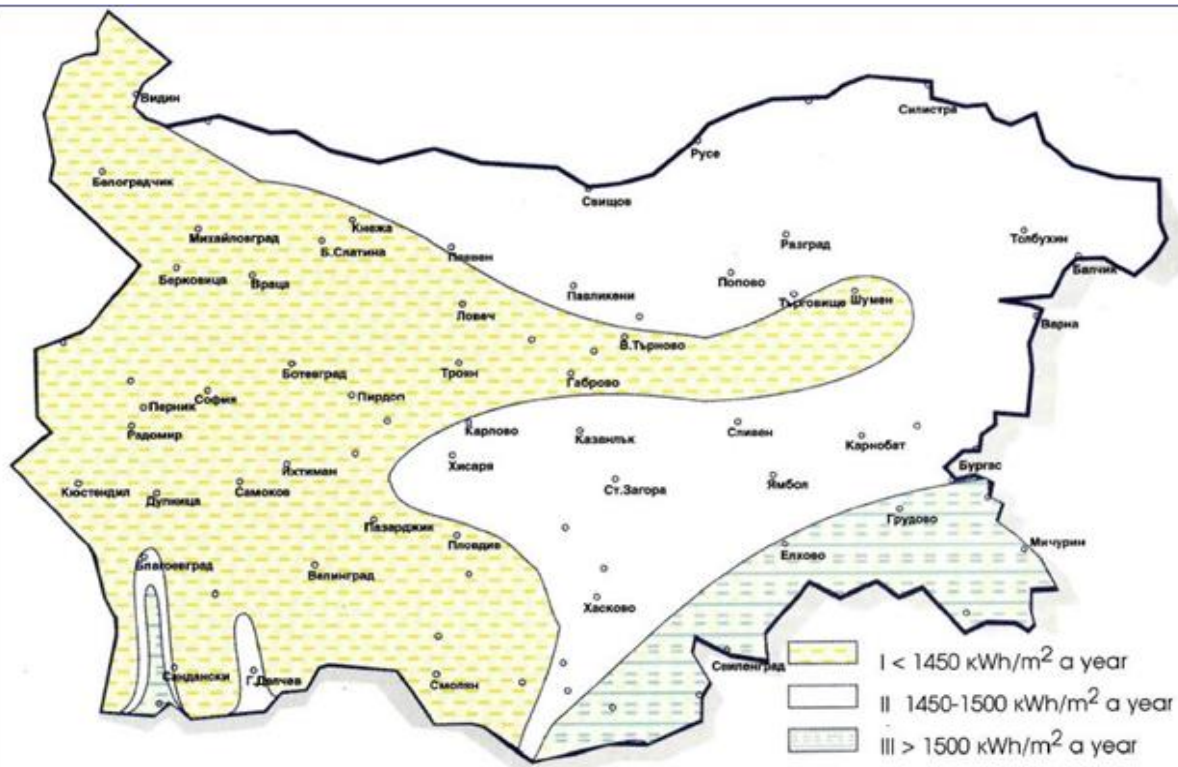 Видин
Силистра
Русе
Белоградчик
Свищов
Кнежа
Михайловград
Разград
Толбухин
Б.Слатина
Плевен
Балчик
Берковица
Враца
Попово
Павликени
Търговище
Шумен
Ловеч
Варна
В.Търново
Ботевград
Троян
Габрово
София
Пирдоп
Перник
Радомир
Карлово
Казанлък
Сливен
Карнобат
Хисаря
Ихтиман
Бургас
Кюстендил
Дупница
Самоков
Ст.Загора
Ямбол
Пазарджик
Грудово
Пловдив
Елхово
Мичурин
Благоевград
Велинград
Хасково
Сандански
Г.Делчев
Смолян
Свиленград
I < 1450 кWh/m² a year
II 1450-1500 кWh/m² a year
III > 1500 кWh/m² a year